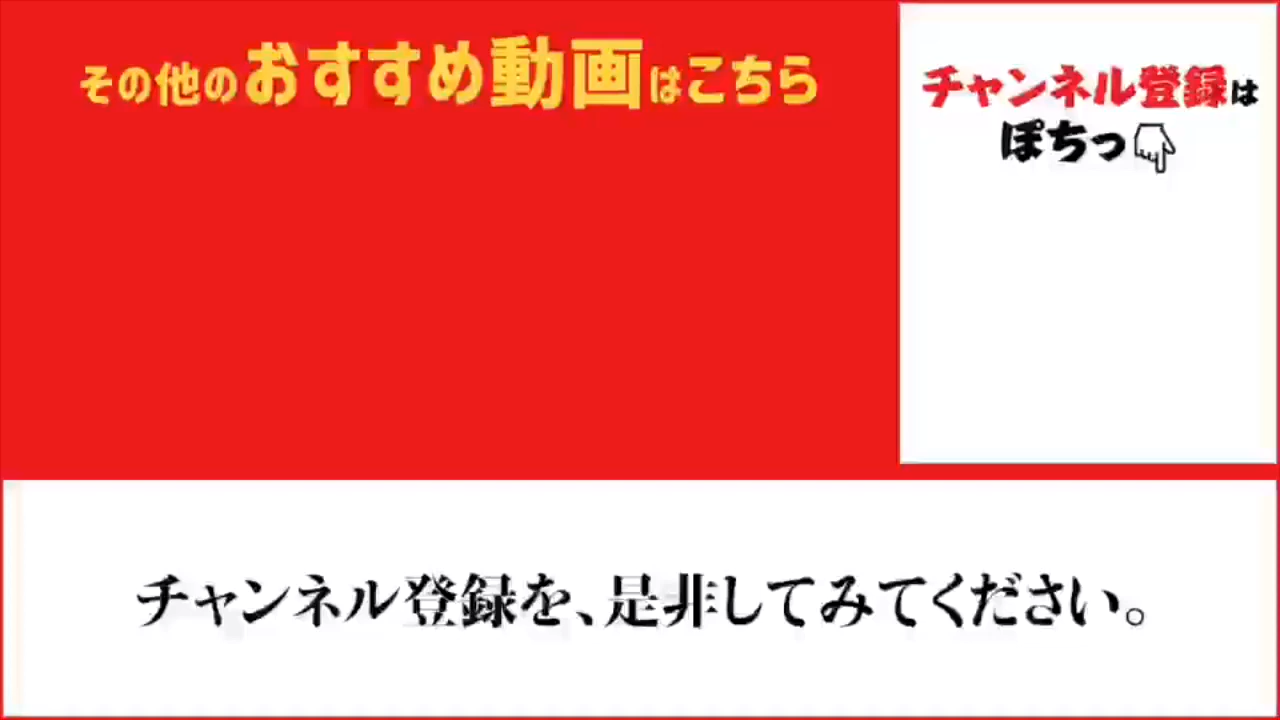 その他のおすすめ動画はこちら
チャンネル登録は
ぽちっ👇
チャンネル登録を、是非してみてください。